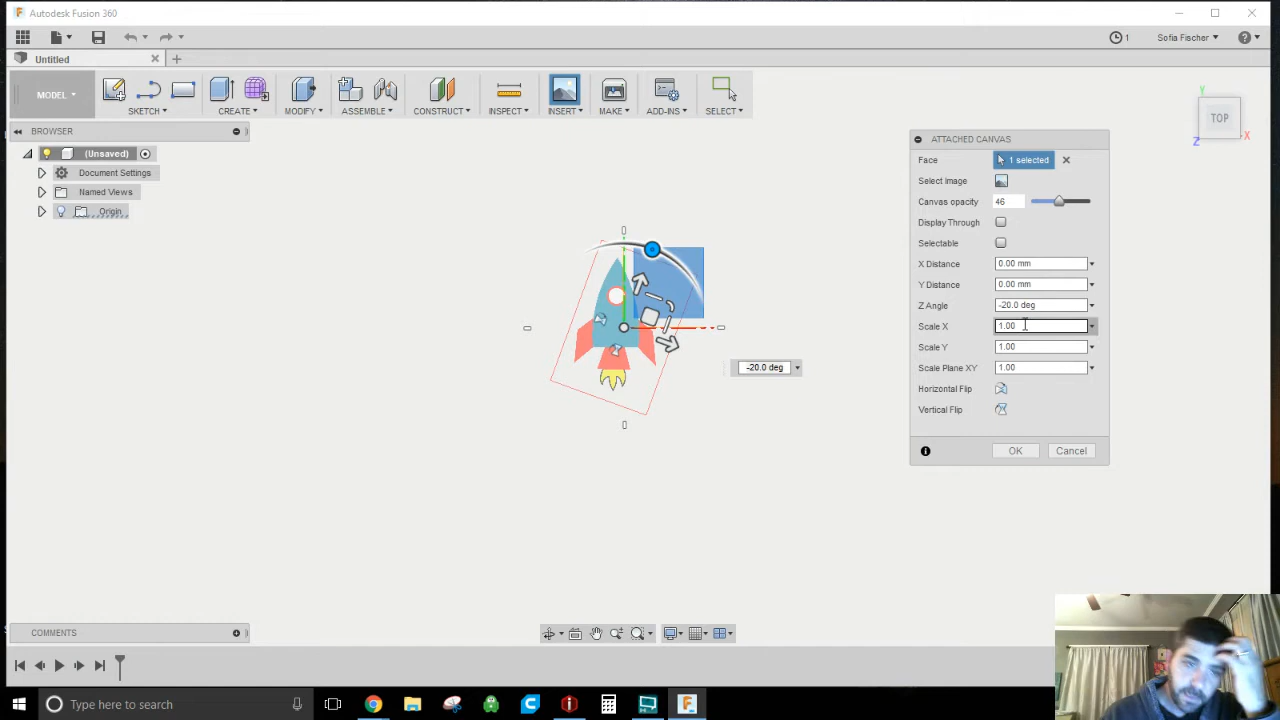 Autodesk Fusion 360
1
Sofia Fischer
Untitled
MODEL
SKETCH
CREATE
MODIFY
ASSEMBLE
CONSTRUCT
INSPECT
INSERT
MAKE
ADD-INS
SELECT
BROWSER
Y
TOP
X
Z
(Unsaved)
Document Settings
Named Views
Origin
ATTACHED CANVAS
Face 1 selected
Select Image
Canvas opacity 46
Display Through
Selectable
X Distance 0.00 mm
Y Distance 0.00 mm
Z Angle -20.0 deg
Scale X 1.00
Scale Y 1.00
Scale Plane XY 1.00
Horizontal Flip
Vertical Flip
OK Cancel
-20.0 deg
COMMENTS
Type here to search